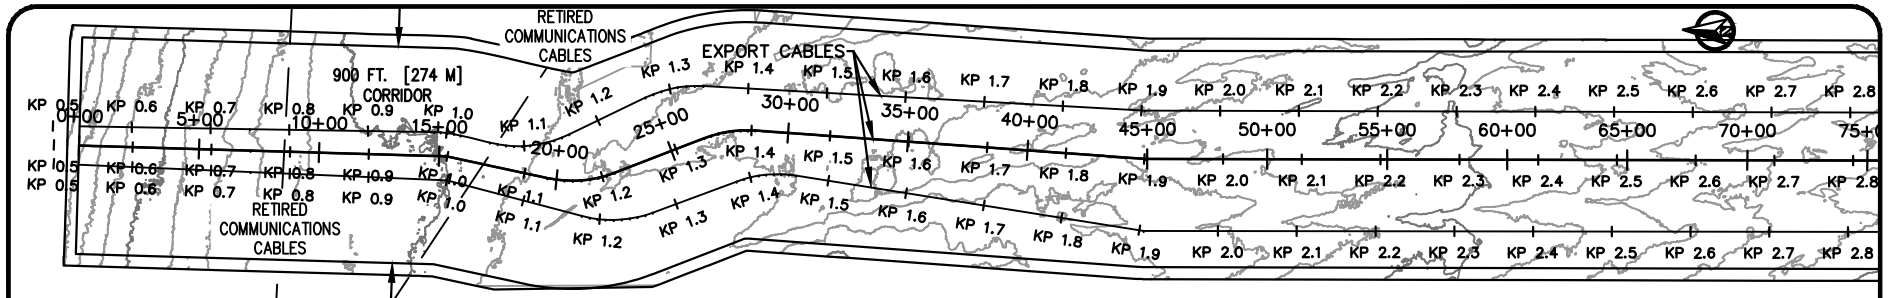 RETIRED
COMMUNICATIONS
CABLES
EXPORT CABLES
900 FT. [274 M]
CORRIDOR
KP 0.5 KP 0.6 KP 0.7 KP 0.8 KP 0.9 KP 1.0 KP 1.1 KP 1.2 KP 1.3 KP 1.4 KP 1.5 KP 1.6 KP 1.7 KP 1.8 KP 1.9 KP 2.0 KP 2.1 KP 2.2 KP 2.3 KP 2.4 KP 2.5 KP 2.6 KP 2.7 KP 2.8
0+00 5+00 10+00 15+00 20+00 25+00 30+00 35+00 40+00 45+00 50+00 55+00 60+00 65+00 70+00 75+0
KP 0.5 KP 0.6 KP 0.7 KP 0.8 KP 0.9 KP 1.0 KP 1.1 KP 1.2 KP 1.3 KP 1.4 KP 1.5 KP 1.6 KP 1.7 KP 1.8 KP 1.9 KP 2.0 KP 2.1 KP 2.2 KP 2.3 KP 2.4 KP 2.5 KP 2.6 KP 2.7 KP 2.8
KP 0.5 KP 0.6 KP 0.7 KP 0.8 KP 0.9 KP 1.0 KP 1.1 KP 1.2 KP 1.3 KP 1.4 KP 1.5 KP 1.6 KP 1.7 KP 1.8 KP 1.9 KP 2.0 KP 2.1 KP 2.2 KP 2.3 KP 2.4 KP 2.5 KP 2.6 KP 2.7 KP 2.8
RETIRED
COMMUNICATIONS
CABLES